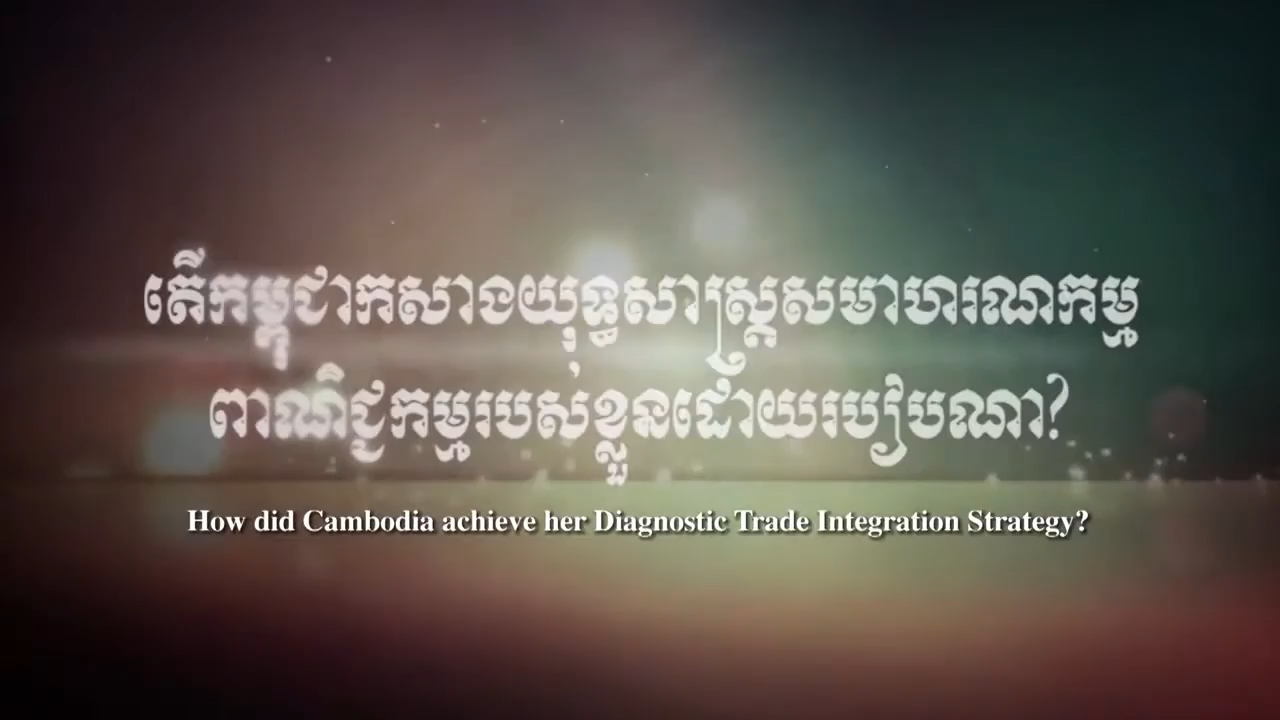 តើកម្ពុជាកសាងយុទ្ធសាស្ត្រសមាហរណកម្ម
ពាណិជ្ជកម្មរបស់ខ្លួនដោយរបៀបណា?
How did Cambodia achieve her Diagnostic Trade Integration Strategy?